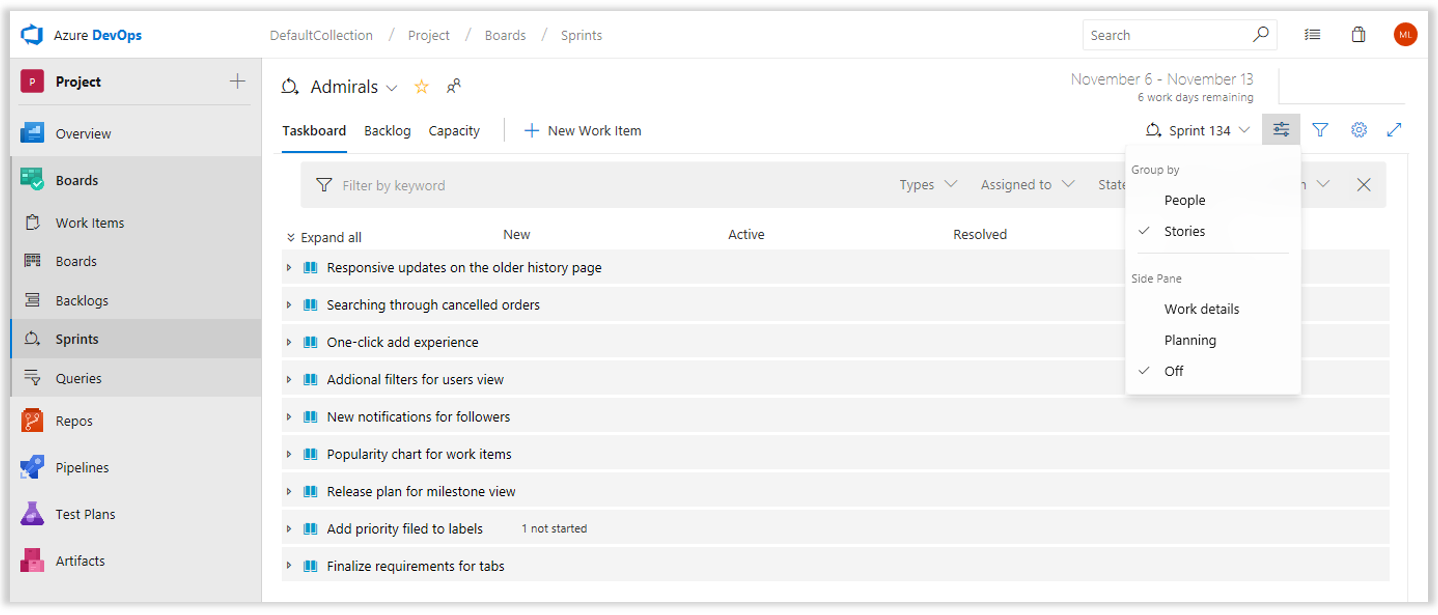 Azure DevOps
DefaultCollection / Project / Boards / Sprints
Search
ML
P Project
Overview
Boards
Work Items
Boards
Backlogs
Sprints
Queries
Repos
Pipelines
Test Plans
Artifacts
Admirals
November 6 - November 13
6 work days remaining
Taskboard Backlog Capacity New Work Item
Sprint 134
Filter by keyword Types Assigned to State
Expand all New Active Resolved
Responsive updates on the older history page
Searching through cancelled orders
One-click add experience
Addional filters for users view
New notifications for followers
Popularity chart for work items
Release plan for milestone view
Add priority filed to labels 1 not started
Finalize requirements for tabs
Group by
People
Stories
Side Pane
Work details
Planning
Off